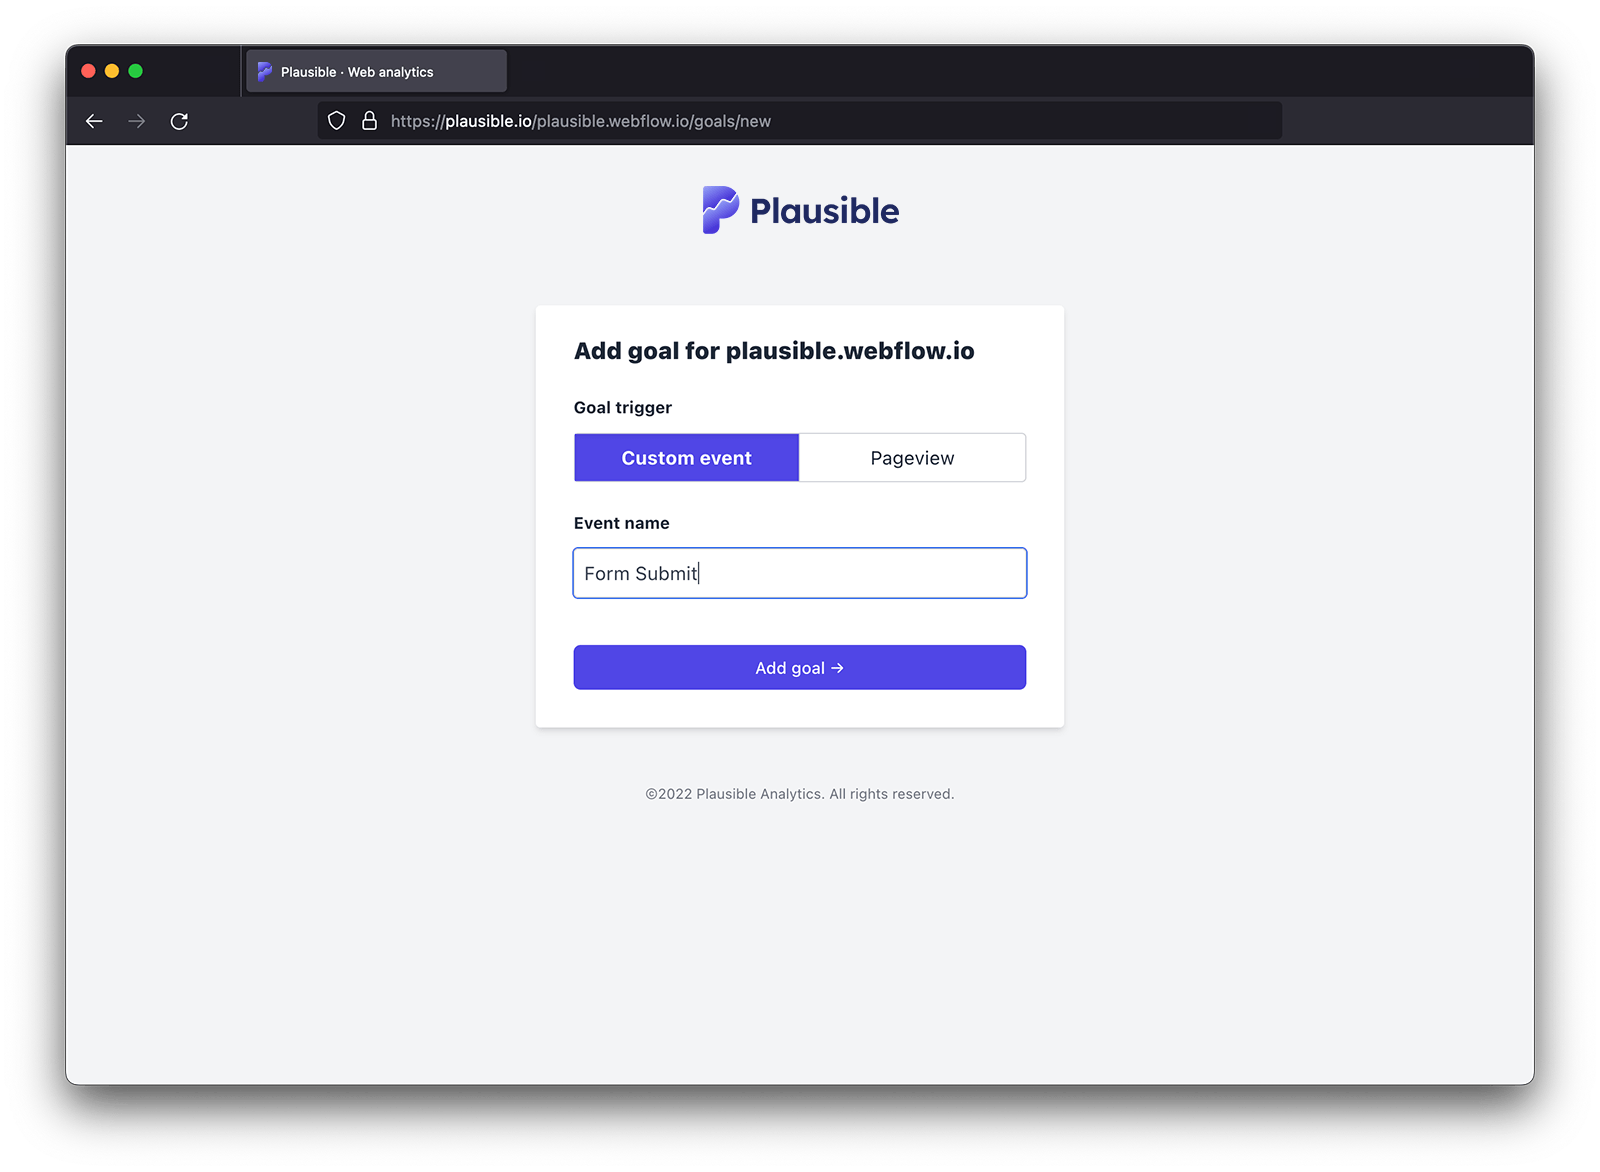 Plausible · Web analytics
https://plausible.io/plausible.webflow.io/goals/new
Plausible
Add goal for plausible.webflow.io
Goal trigger
Custom event
Pageview
Event name
Form Submit
Add goal →
©2022 Plausible Analytics. All rights reserved.